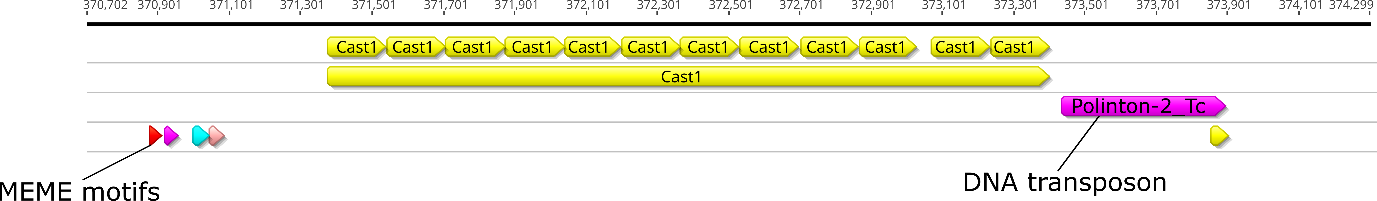 370,702 370,901 371,101 371,301 371,501 371,701 371,901 372,101 372,301 372,501 372,701 372,901 373,101 373,301 373,501 373,701 373,901 374,101 374,299
Cast1 Cast1 Cast1 Cast1 Cast1 Cast1 Cast1 Cast1 Cast1 Cast1 Cast1 Cast1
Cast1
Polinton-2_Tc
MEME motifs
DNA transposon